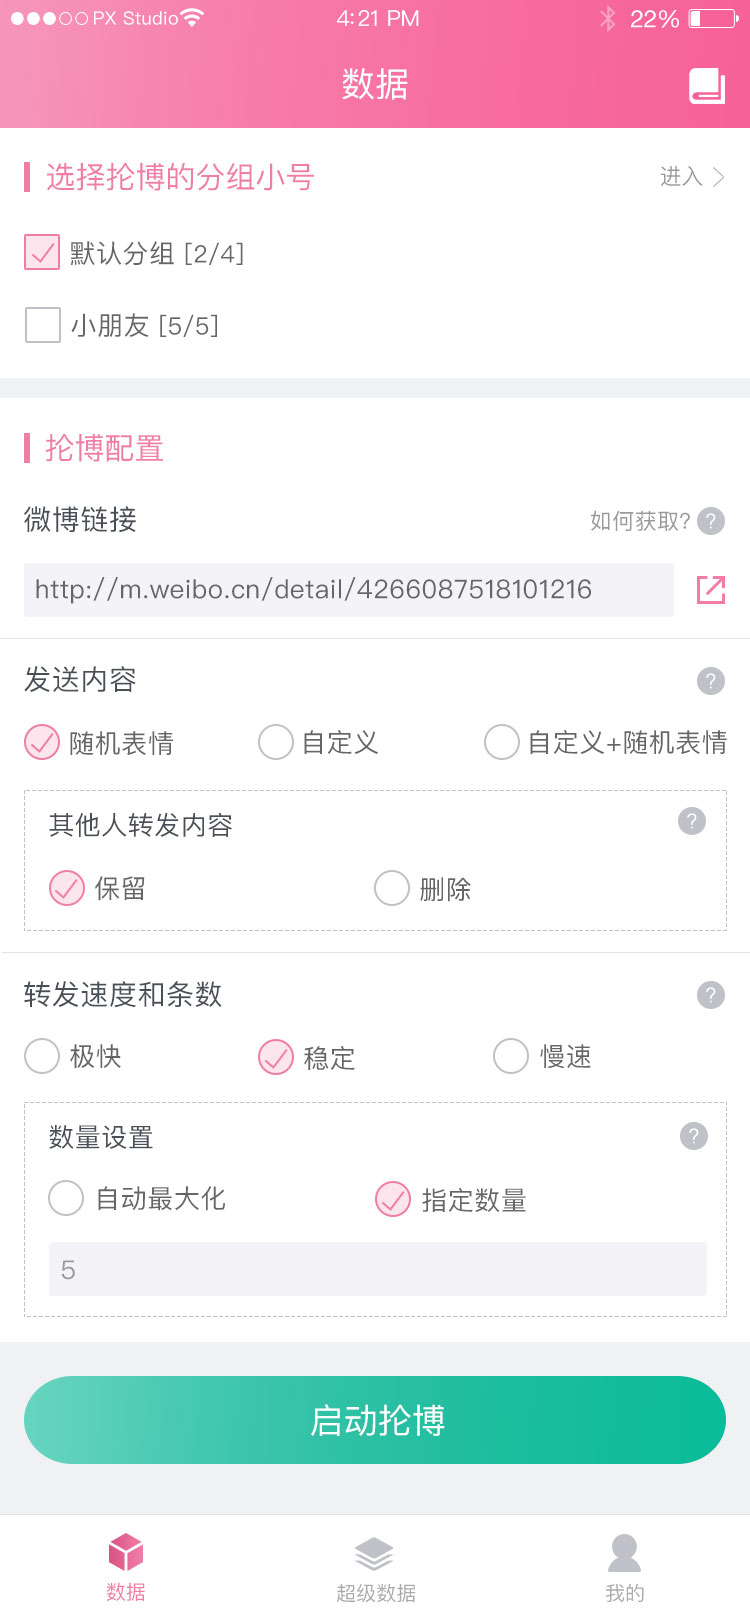 PX Studio 4:21 PM 22%
数据
选择抡博的分组小号 进入
默认分组 [2/4]
小朋友 [5/5]
抡博配置
微博链接 如何获取? ?
http://m.weibo.cn/detail/4266087518101216
发送内容 ?
随机表情 自定义 自定义+随机表情
其他人转发内容 ?
保留 删除
转发速度和条数 ?
极快 稳定 慢速
数量设置 ?
自动最大化 指定数量
5
启动抡博
数据 超级数据 我的